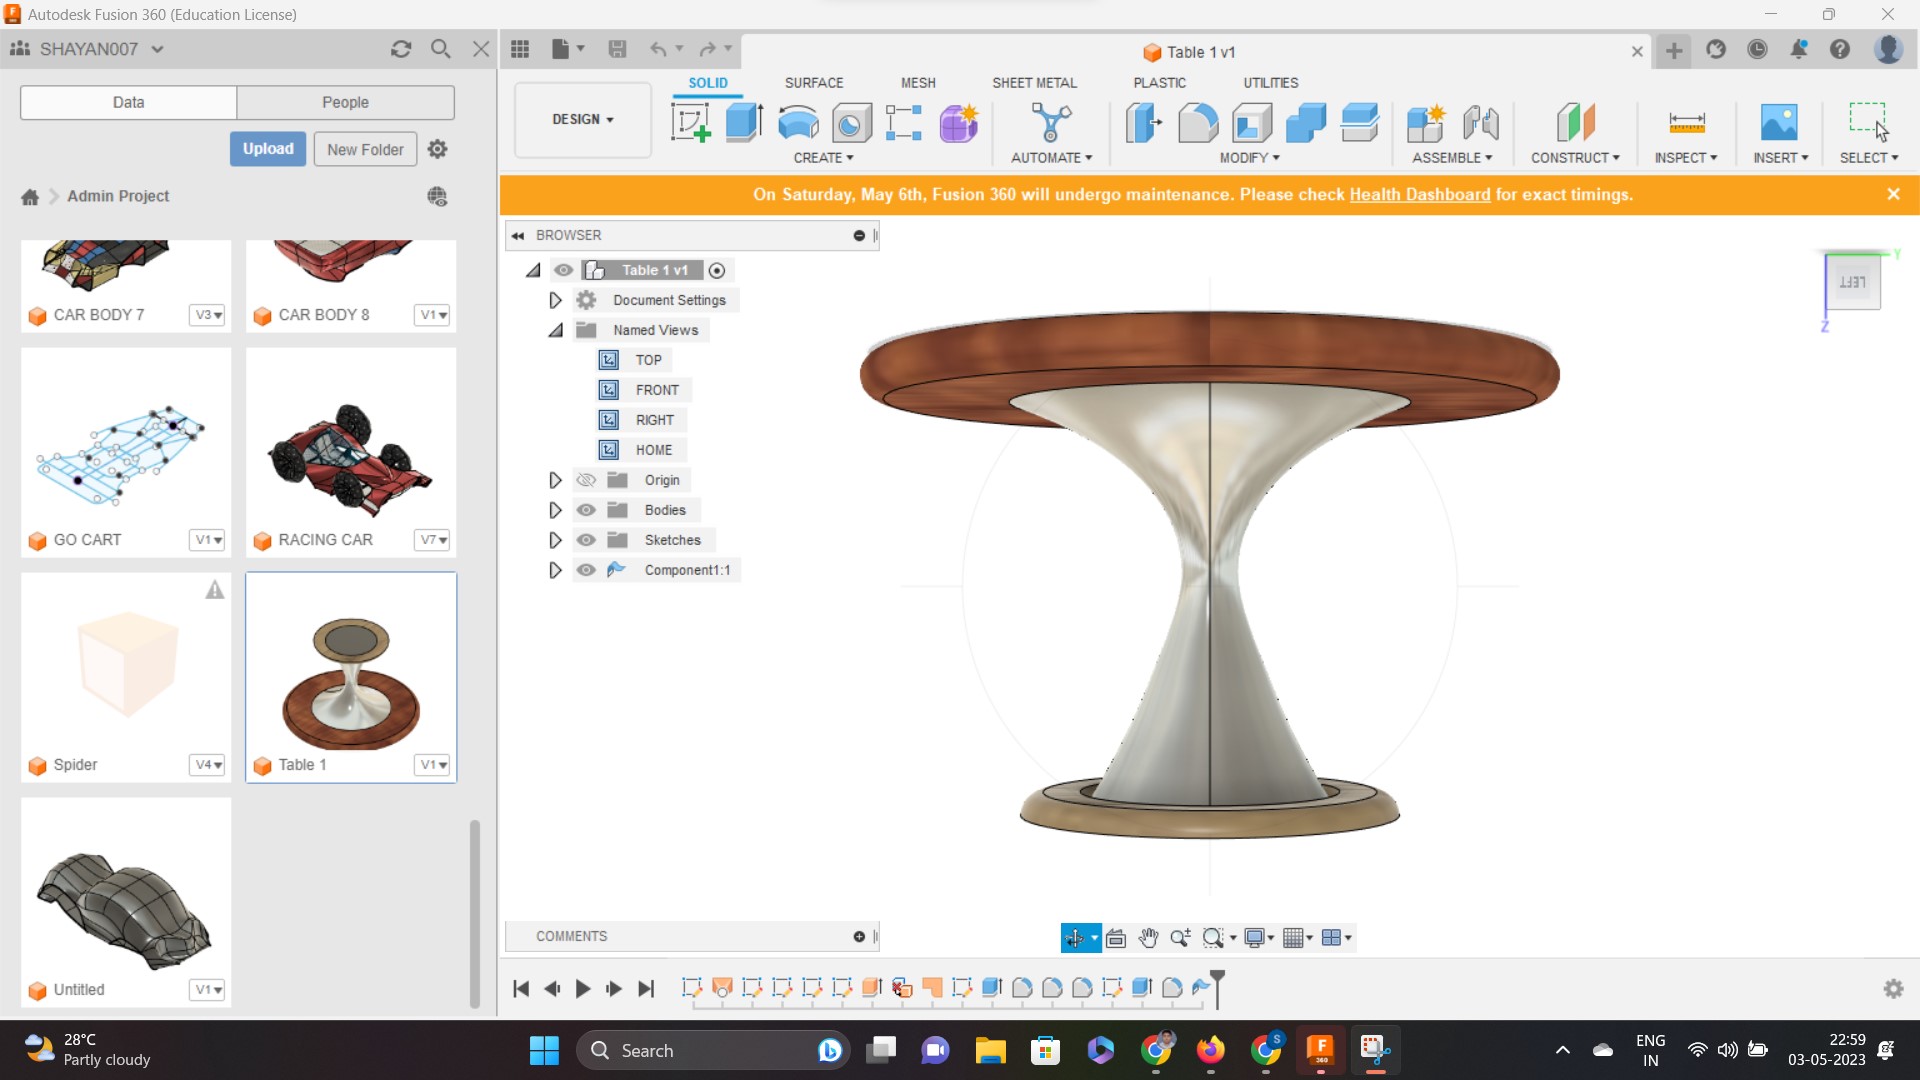 Autodesk Fusion 360 (Education License)
SHAYAN007
Data
People
Upload
New Folder
Admin Project
CAR BODY 7
V3
CAR BODY 8
V1
GO CART
V1
RACING CAR
V7
Spider
V4
Table 1
V1
Untitled
V1
Table 1 v1
DESIGN
SOLID
SURFACE
MESH
SHEET METAL
PLASTIC
UTILITIES
CREATE
AUTOMATE
MODIFY
ASSEMBLE
CONSTRUCT
INSPECT
INSERT
SELECT
On Saturday, May 6th, Fusion 360 will undergo maintenance. Please check Health Dashboard for exact timings.
BROWSER
Table 1 v1
Document Settings
Named Views
TOP
FRONT
RIGHT
HOME
Origin
Bodies
Sketches
Component1:1
Y
LEFT
Z
COMMENTS
28°C
Partly cloudy
Search
S
F
360
ENG
IN
22:59
03-05-2023